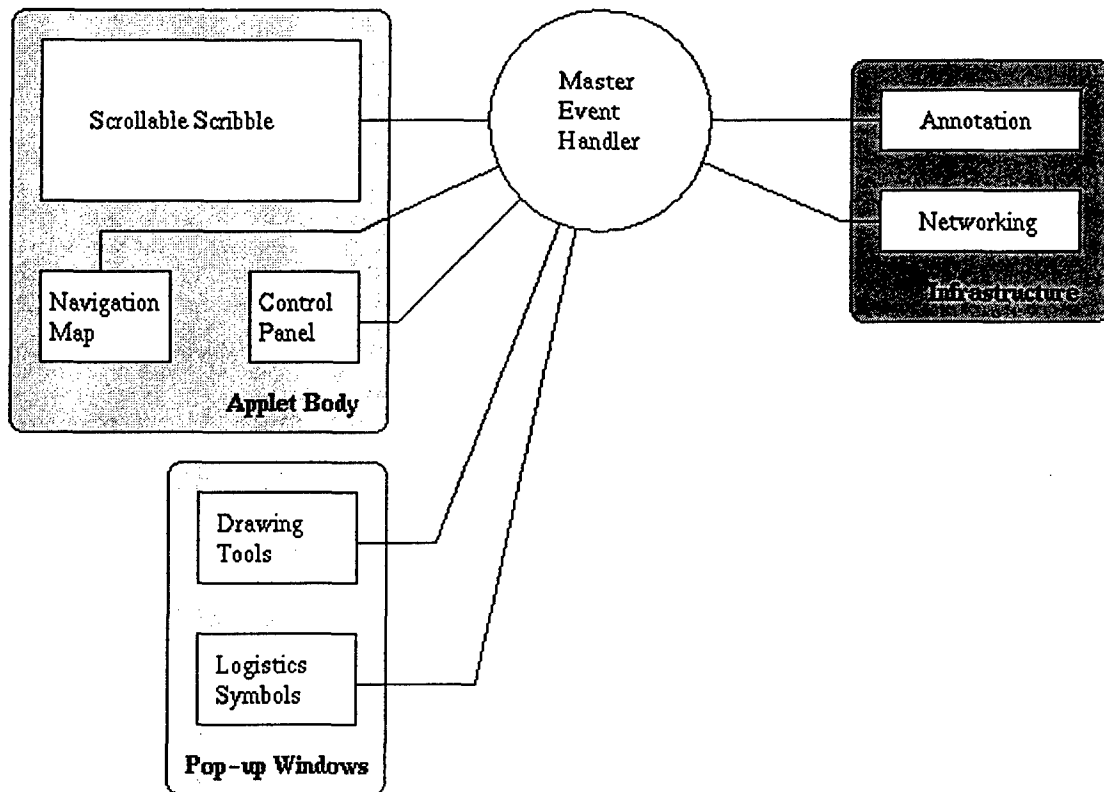 Scrollable Scribble
Navigation
Map
Control
Panel
Applet Body
Master
Event
Handler
Annotation
Networking
Infrastructure
Drawing
Tools
Logistics
Symbols
Pop-up Windows